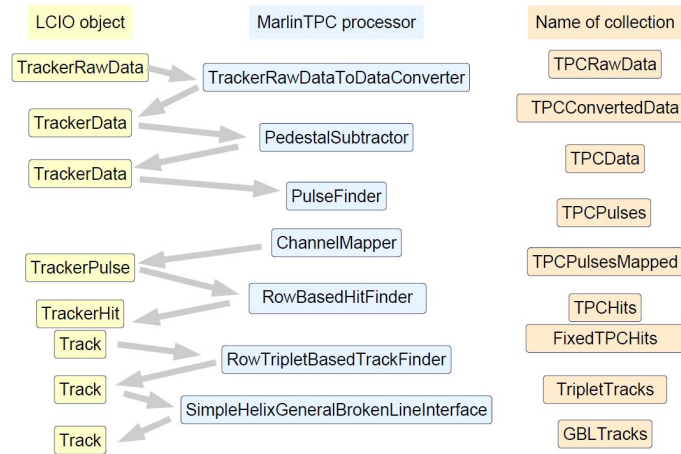 LCIO object
MarlinTPC processor
Name of collection
TrackerRawData
TrackerRawDataToDataConverter
TPCRawData
TrackerData
TPCConvertedData
PedestalSubtractor
TrackerData
TPCData
PulseFinder
TPCPulses
ChannelMapper
TrackerPulse
TPCPulsesMapped
RowBasedHitFinder
TrackerHit
TPCHits
Track
FixedTPCHits
RowTripletBasedTrackFinder
Track
TripletTracks
SimpleHelixGeneralBrokenLineInterface
Track
GBLTracks